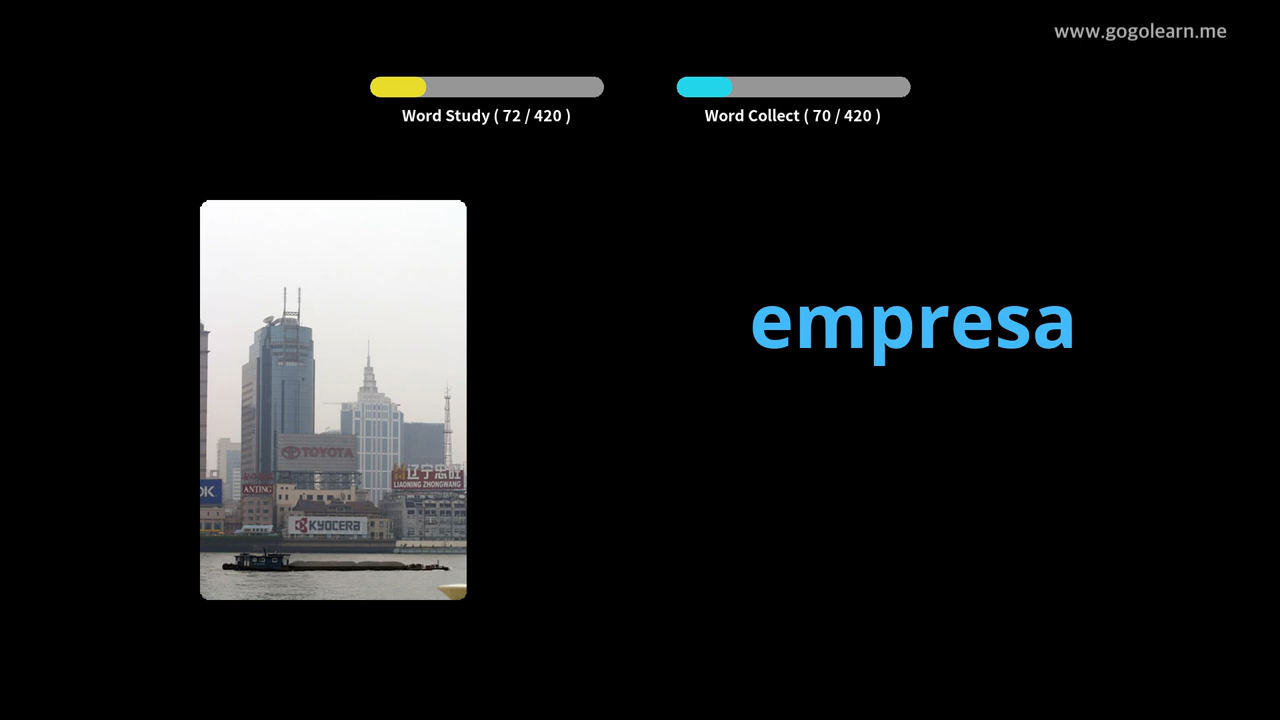 www.gogolearn.me
Word Study ( 72 / 420 )
Word Collect ( 70 / 420 )
empresa
TOYOTA
辽宁忠旺
LIAONING ZHONGWANG
OK
ANTING
KYOCERA